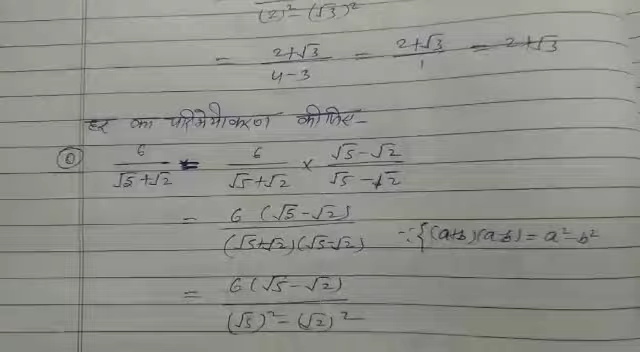 (2)² - (√3)²
= (2+√3)/(4-3) = (2+√3)/1 = 2+√3
हर का परिमेयीकरण कीजिए-
① 6/(√5+√2) = 6/(√5+√2) × (√5-√2)/(√5-√2)
= 6(√5-√2)/((√5+√2)(√5-√2)) ∵{(a+b)(a-b) = a²-b²
= 6(√5-√2)/((√5)²-(√2)²)